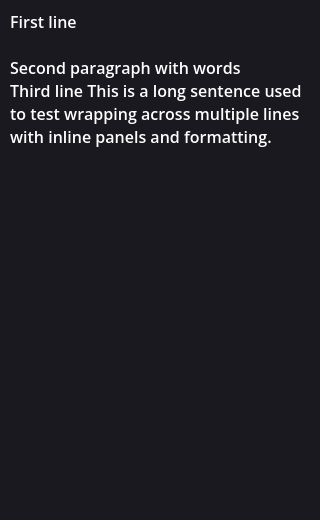 First line
Second paragraph with words
Third line This is a long sentence used
to test wrapping across multiple lines
with inline panels and formatting.